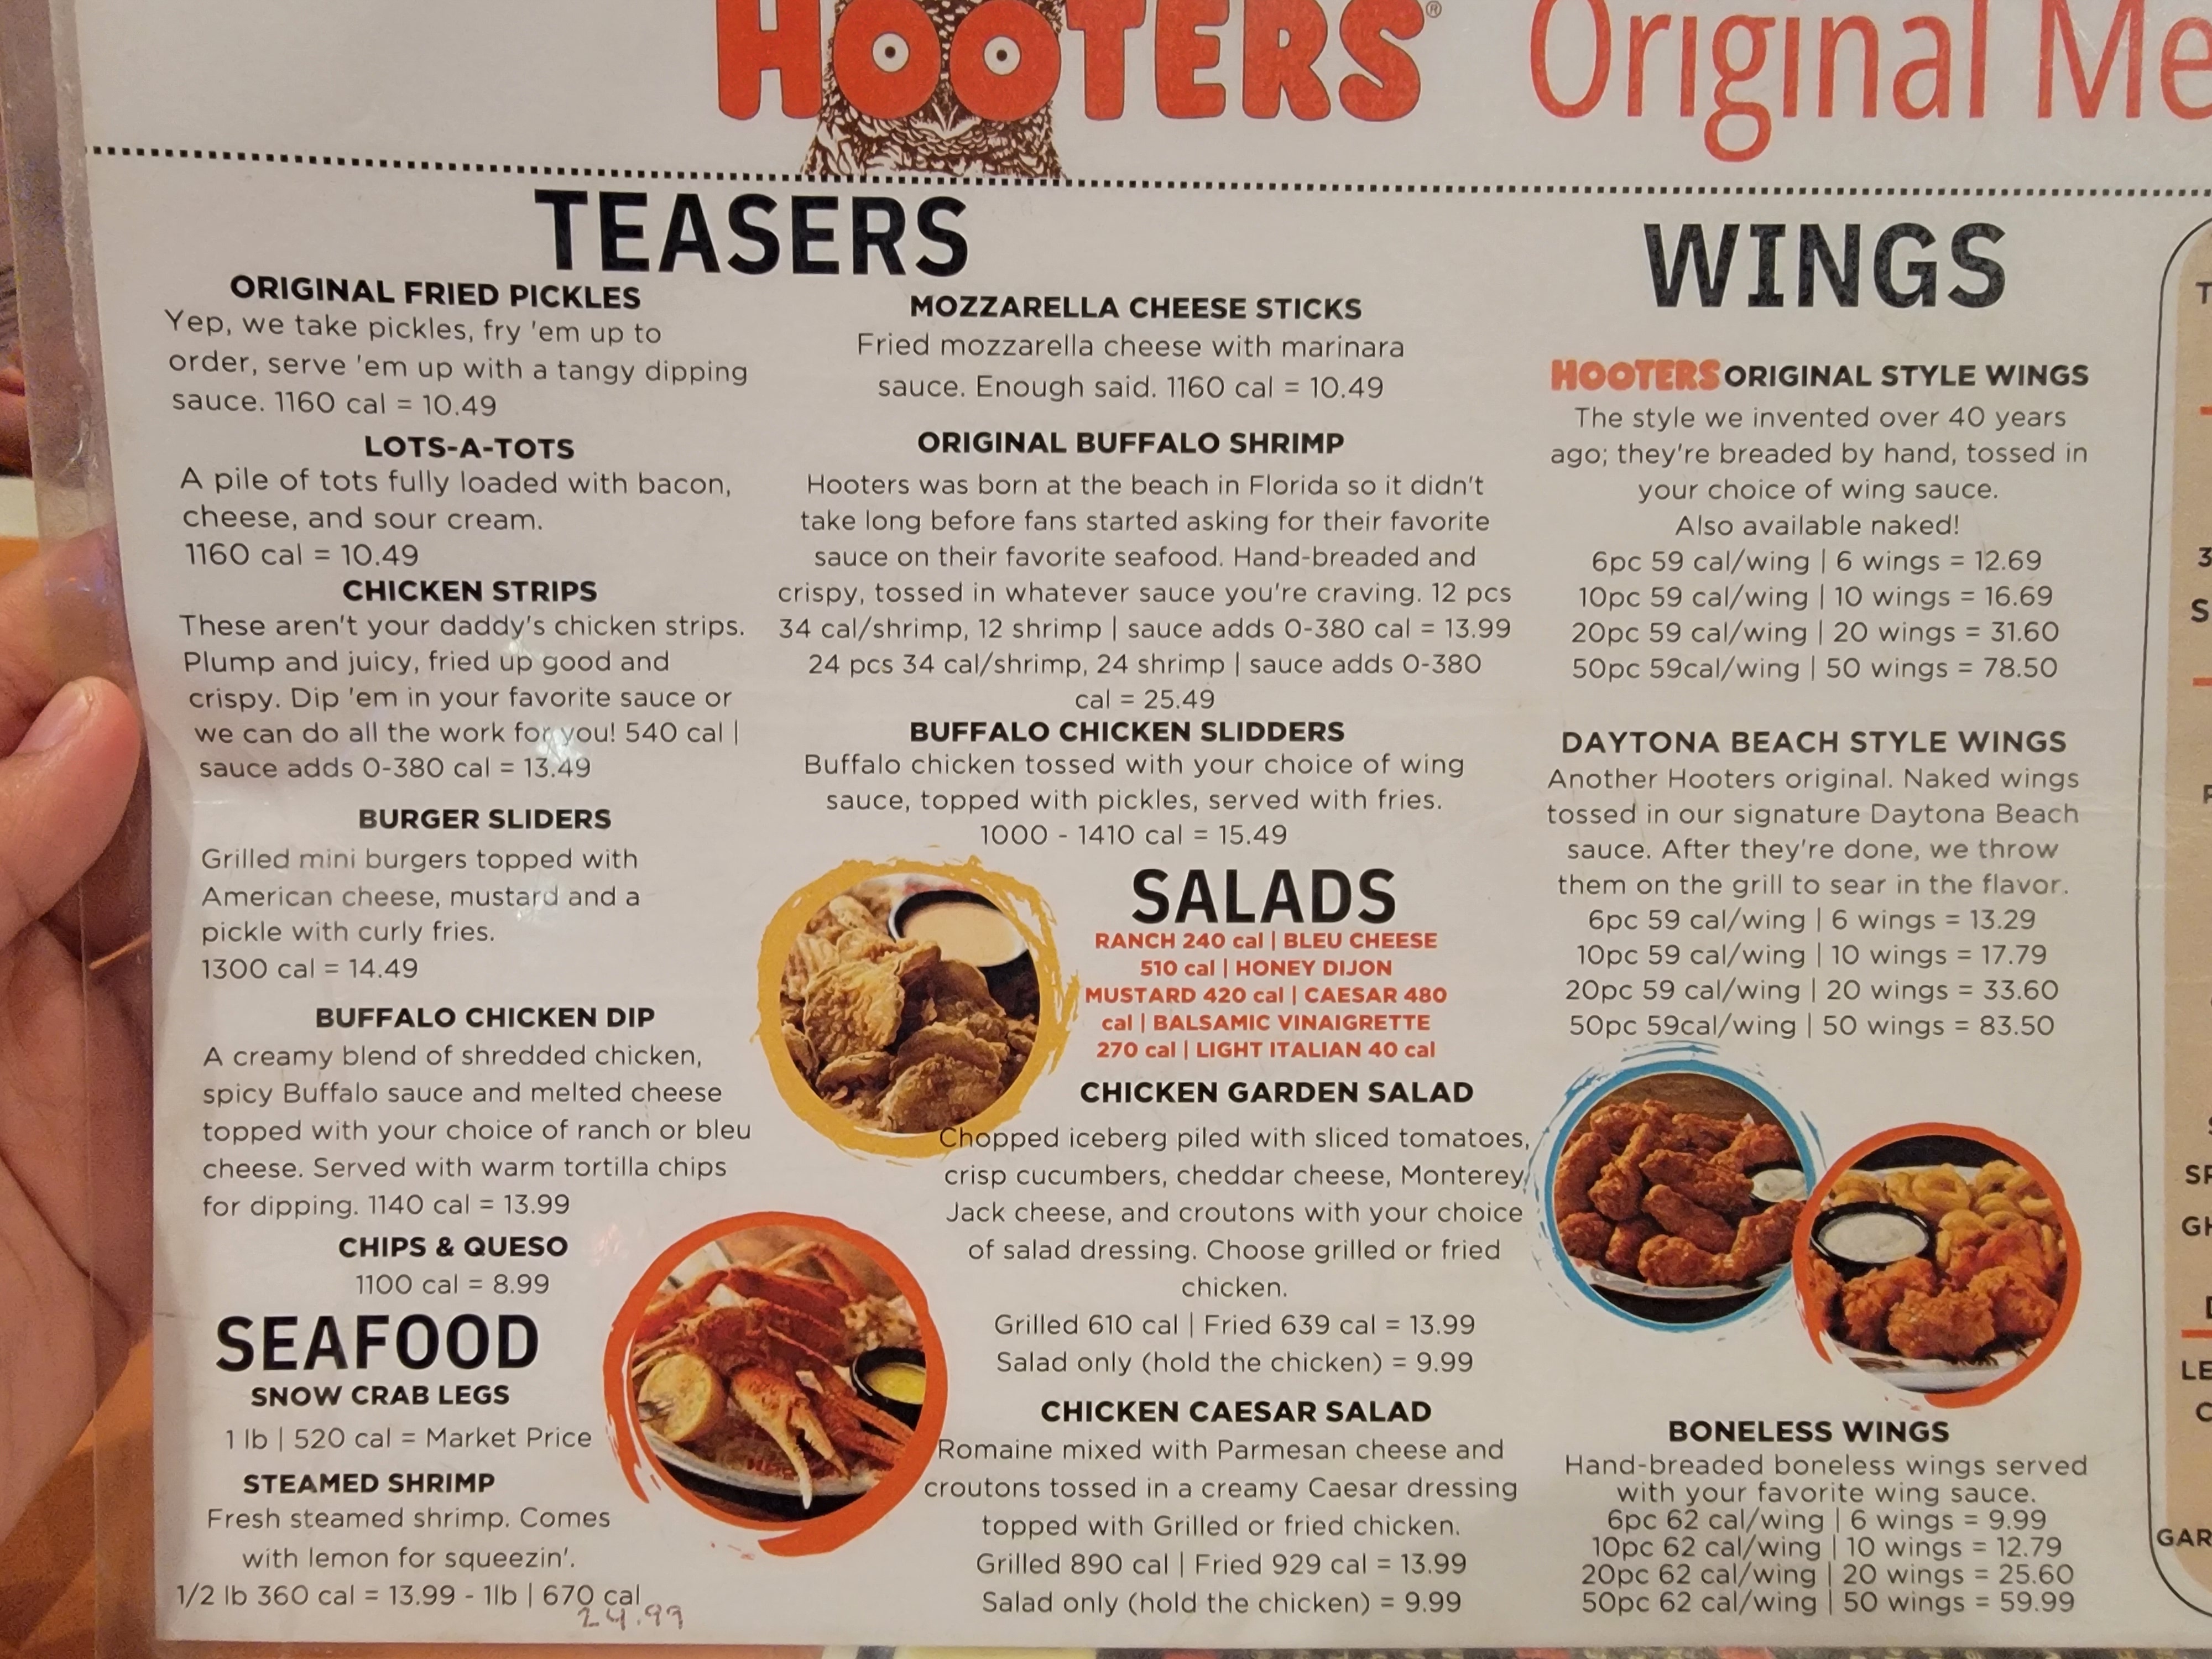 HOOTERS®
Original Me
TEASERS
ORIGINAL FRIED PICKLES
Yep, we take pickles, fry 'em up to
order, serve 'em up with a tangy dipping
sauce. 1160 cal = 10.49
LOTS-A-TOTS
A pile of tots fully loaded with bacon,
cheese, and sour cream.
1160 cal = 10.49
CHICKEN STRIPS
These aren't your daddy's chicken strips.
Plump and juicy, fried up good and
crispy. Dip 'em in your favorite sauce or
we can do all the work for you! 540 cal |
sauce adds 0-380 cal = 13.49
BURGER SLIDERS
Grilled mini burgers topped with
American cheese, mustard and a
pickle with curly fries.
1300 cal = 14.49
BUFFALO CHICKEN DIP
A creamy blend of shredded chicken,
spicy Buffalo sauce and melted cheese
topped with your choice of ranch or bleu
cheese. Served with warm tortilla chips
for dipping. 1140 cal = 13.99
CHIPS & QUESO
1100 cal = 8.99
SEAFOOD
SNOW CRAB LEGS
1 lb | 520 cal = Market Price
STEAMED SHRIMP
Fresh steamed shrimp. Comes
with lemon for squeezin'.
1/2 lb 360 cal = 13.99 - 1lb | 670 cal
24.99
MOZZARELLA CHEESE STICKS
Fried mozzarella cheese with marinara
sauce. Enough said. 1160 cal = 10.49
ORIGINAL BUFFALO SHRIMP
Hooters was born at the beach in Florida so it didn't
take long before fans started asking for their favorite
sauce on their favorite seafood. Hand-breaded and
crispy, tossed in whatever sauce you're craving. 12 pcs
34 cal/shrimp, 12 shrimp | sauce adds 0-380 cal = 13.99
24 pcs 34 cal/shrimp, 24 shrimp | sauce adds 0-380
cal = 25.49
BUFFALO CHICKEN SLIDDERS
Buffalo chicken tossed with your choice of wing
sauce, topped with pickles, served with fries.
1000 - 1410 cal = 15.49
SALADS
RANCH 240 cal | BLEU CHEESE
510 cal | HONEY DIJON
MUSTARD 420 cal | CAESAR 480
cal | BALSAMIC VINAIGRETTE
270 cal | LIGHT ITALIAN 40 cal
CHICKEN GARDEN SALAD
Chopped iceberg piled with sliced tomatoes,
crisp cucumbers, cheddar cheese, Monterey
Jack cheese, and croutons with your choice
of salad dressing. Choose grilled or fried
chicken.
Grilled 610 cal | Fried 639 cal = 13.99
Salad only (hold the chicken) = 9.99
CHICKEN CAESAR SALAD
Romaine mixed with Parmesan cheese and
croutons tossed in a creamy Caesar dressing
topped with Grilled or fried chicken.
Grilled 890 cal | Fried 929 cal = 13.99
Salad only (hold the chicken) = 9.99
WINGS
HOOTERS ORIGINAL STYLE WINGS
The style we invented over 40 years
ago; they're breaded by hand, tossed in
your choice of wing sauce.
Also available naked!
6pc 59 cal/wing | 6 wings = 12.69
10pc 59 cal/wing | 10 wings = 16.69
20pc 59 cal/wing | 20 wings = 31.60
50pc 59cal/wing | 50 wings = 78.50
DAYTONA BEACH STYLE WINGS
Another Hooters original. Naked wings
tossed in our signature Daytona Beach
sauce. After they're done, we throw
them on the grill to sear in the flavor.
6pc 59 cal/wing | 6 wings = 13.29
10pc 59 cal/wing | 10 wings = 17.79
20pc 59 cal/wing | 20 wings = 33.60
50pc 59cal/wing | 50 wings = 83.50
BONELESS WINGS
Hand-breaded boneless wings served
with your favorite wing sauce.
6pc 62 cal/wing | 6 wings = 9.99
10pc 62 cal/wing | 10 wings = 12.79
20pc 62 cal/wing | 20 wings = 25.60
50pc 62 cal/wing | 50 wings = 59.99